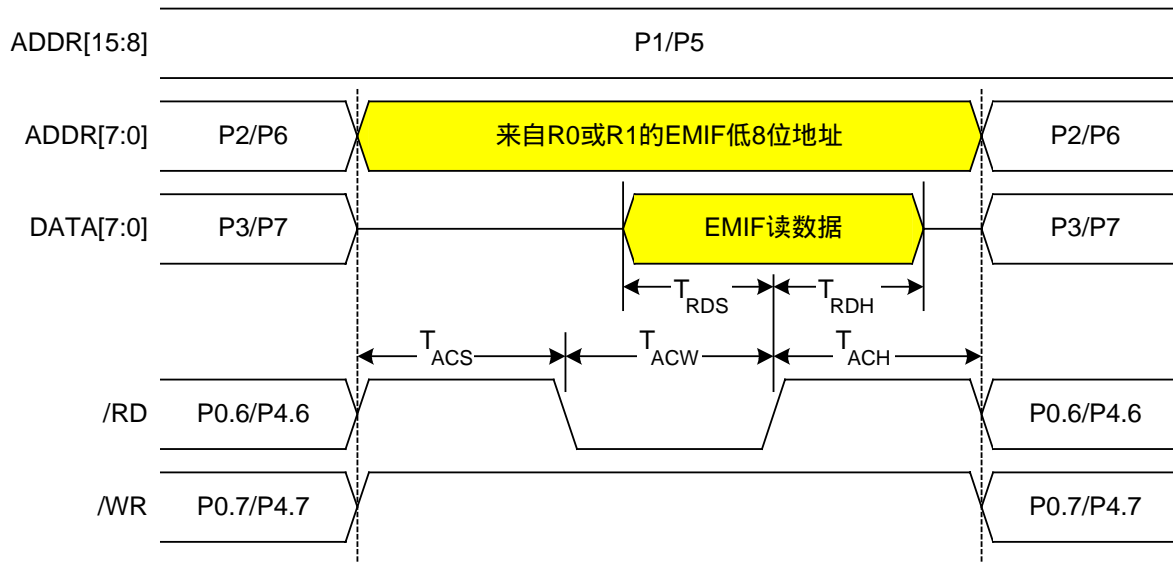 ADDR[15:8] P1/P5
ADDR[7:0] P2/P6 来自R0或R1的EMIF低8位地址 P2/P6
DATA[7:0] P3/P7 EMIF读数据 P3/P7
TRDS TRDH
TACS TACW TACH
/RD P0.6/P4.6 P0.6/P4.6
/WR P0.7/P4.7 P0.7/P4.7